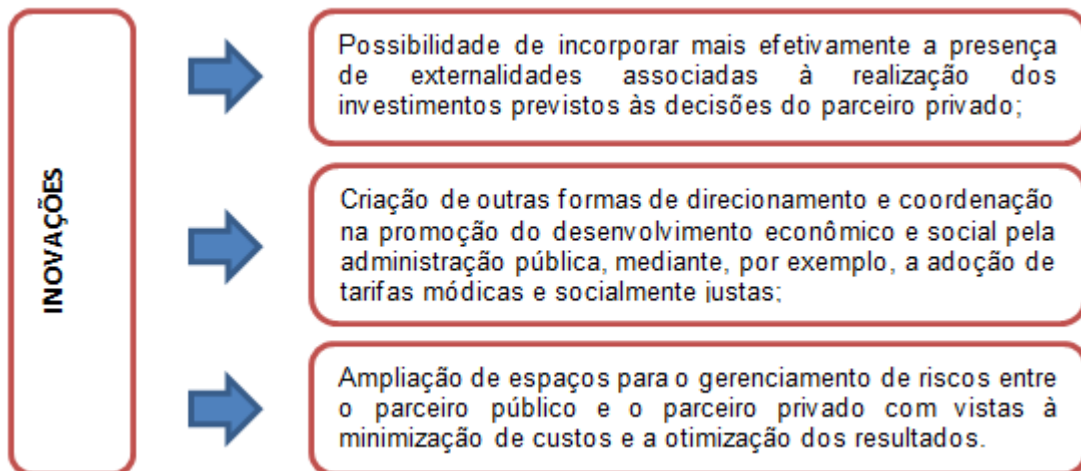 INOVAÇÕES
Possibilidade de incorporar mais efetivamente a presença
de externalidades associadas à realização dos
investimentos previstos às decisões do parceiro privado;
Criação de outras formas de direcionamento e coordenação
na promoção do desenvolvimento econômico e social pela
administração pública, mediante, por exemplo, a adoção de
tarifas módicas e socialmente justas;
Ampliação de espaços para o gerenciamento de riscos entre
o parceiro público e o parceiro privado com vistas à
minimização de custos e a otimização dos resultados.